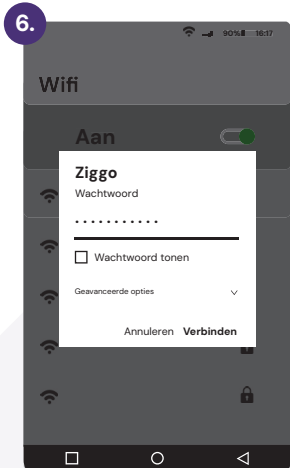 6.
90% 16:17
Wifi
Aan
Ziggo
Wachtwoord
...........
Wachtwoord tonen
Geavanceerde opties
Annuleren Verbinden